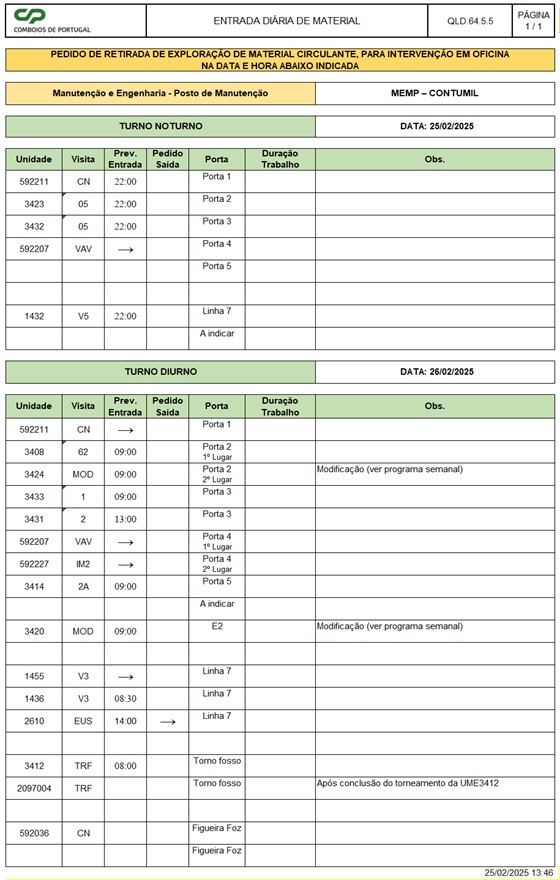 CP
COMBOIOS DE PORTUGAL
ENTRADA DIÁRIA DE MATERIAL
QLD.64.5.5
PÁGINA
1 / 1
PEDIDO DE RETIRADA DE EXPLORAÇÃO DE MATERIAL CIRCULANTE, PARA INTERVENÇÃO EM OFICINA
NA DATA E HORA ABAIXO INDICADA
Manutenção e Engenharia - Posto de Manutenção MEMP – CONTUMIL
TURNO NOTURNO DATA: 25/02/2025
Unidade Visita Prev. Entrada Pedido Saída Porta Duração Trabalho Obs.
592211 CN 22:00 Porta 1
3423 05 22:00 Porta 2
3432 05 22:00 Porta 3
592207 VAV → Porta 4
Porta 5
1432 V5 22:00 Linha 7
A indicar
TURNO DIURNO DATA: 26/02/2025
Unidade Visita Prev. Entrada Pedido Saída Porta Duração Trabalho Obs.
592211 CN → Porta 1
3408 62 09:00 Porta 2 1º Lugar
3424 MOD 09:00 Porta 2 2º Lugar Modificação (ver programa semanal)
3433 1 09:00 Porta 3
3431 2 13:00 Porta 3
592207 VAV → Porta 4 1º Lugar
592227 IM2 → Porta 4 2º Lugar
3414 2A 09:00 Porta 5
A indicar
3420 MOD 09:00 E2 Modificação (ver programa semanal)
1455 V3 → Linha 7
1436 V3 08:30 Linha 7
2610 EUS 14:00 → Linha 7
3412 TRF 08:00 Torno fosso
2097004 TRF Torno fosso Após conclusão do torneamento da UME3412
592036 CN Figueira Foz
Figueira Foz
25/02/2025 13:46